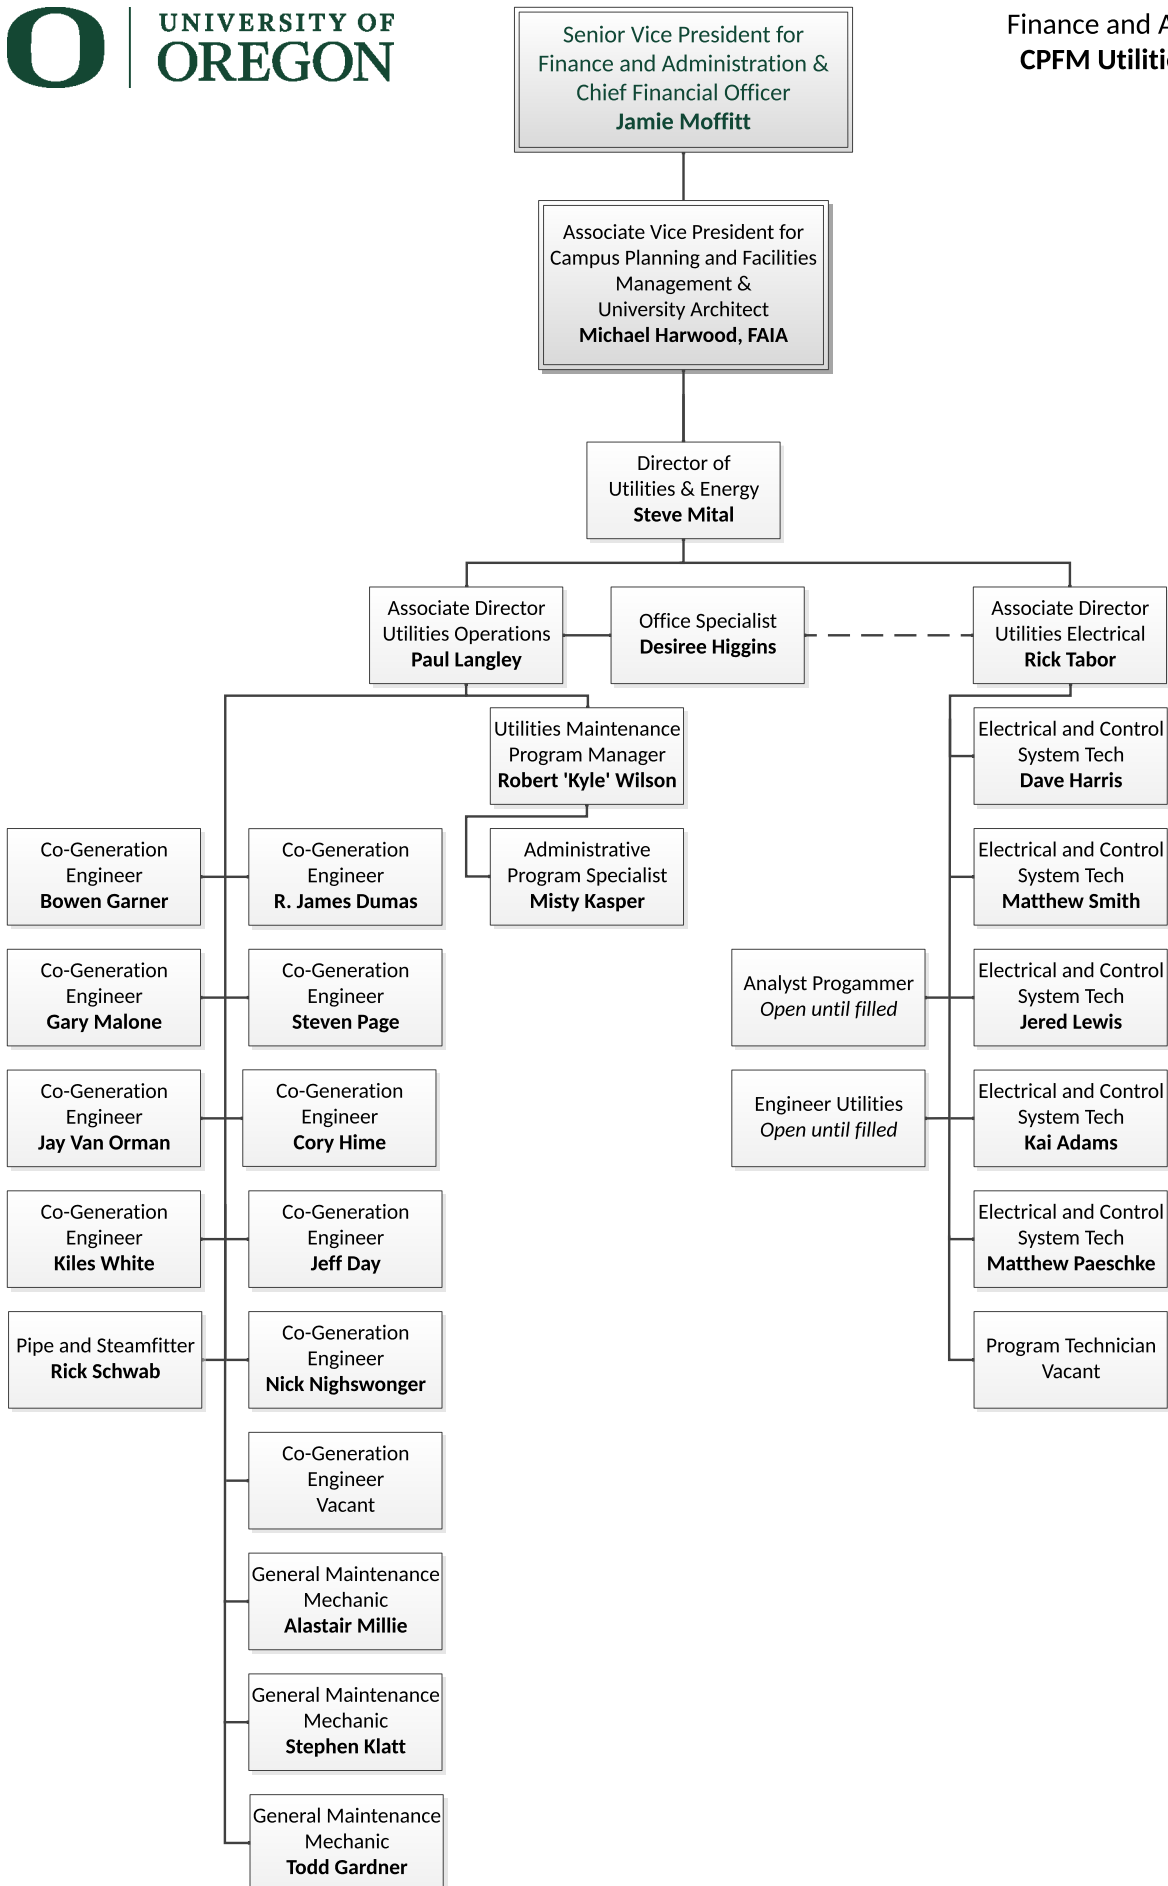 UNIVERSITY OF
OREGON
Finance and A
CPFM Utiliti
Senior Vice President for
Finance and Administration &
Chief Financial Officer
Jamie Moffitt
Associate Vice President for
Campus Planning and Facilities
Management &
University Architect
Michael Harwood, FAIA
Director of
Utilities & Energy
Steve Mital
Associate Director
Utilities Operations
Paul Langley
Office Specialist
Desiree Higgins
Associate Director
Utilities Electrical
Rick Tabor
Utilities Maintenance
Program Manager
Robert 'Kyle' Wilson
Administrative
Program Specialist
Misty Kasper
Co-Generation
Engineer
Bowen Garner
Co-Generation
Engineer
R. James Dumas
Co-Generation
Engineer
Gary Malone
Co-Generation
Engineer
Steven Page
Co-Generation
Engineer
Jay Van Orman
Co-Generation
Engineer
Cory Hime
Co-Generation
Engineer
Kiles White
Co-Generation
Engineer
Jeff Day
Pipe and Steamfitter
Rick Schwab
Co-Generation
Engineer
Nick Nighswonger
Co-Generation
Engineer
Vacant
General Maintenance
Mechanic
Alastair Millie
General Maintenance
Mechanic
Stephen Klatt
General Maintenance
Mechanic
Todd Gardner
Electrical and Control
System Tech
Dave Harris
Electrical and Control
System Tech
Matthew Smith
Analyst Progammer
Open until filled
Electrical and Control
System Tech
Jered Lewis
Engineer Utilities
Open until filled
Electrical and Control
System Tech
Kai Adams
Electrical and Control
System Tech
Matthew Paeschke
Program Technician
Vacant